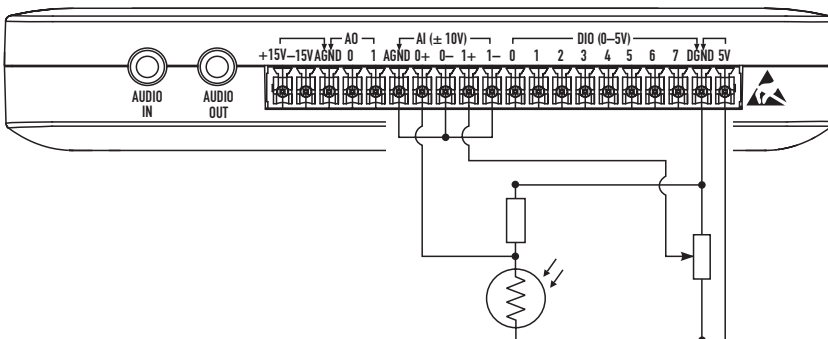 AO AI (± 10V) DIO (0–5V)
+15V –15V AGND 0 1 AGND 0+ 0– 1+ 1– 0 1 2 3 4 5 6 7 DGND 5V
AUDIO IN
AUDIO OUT